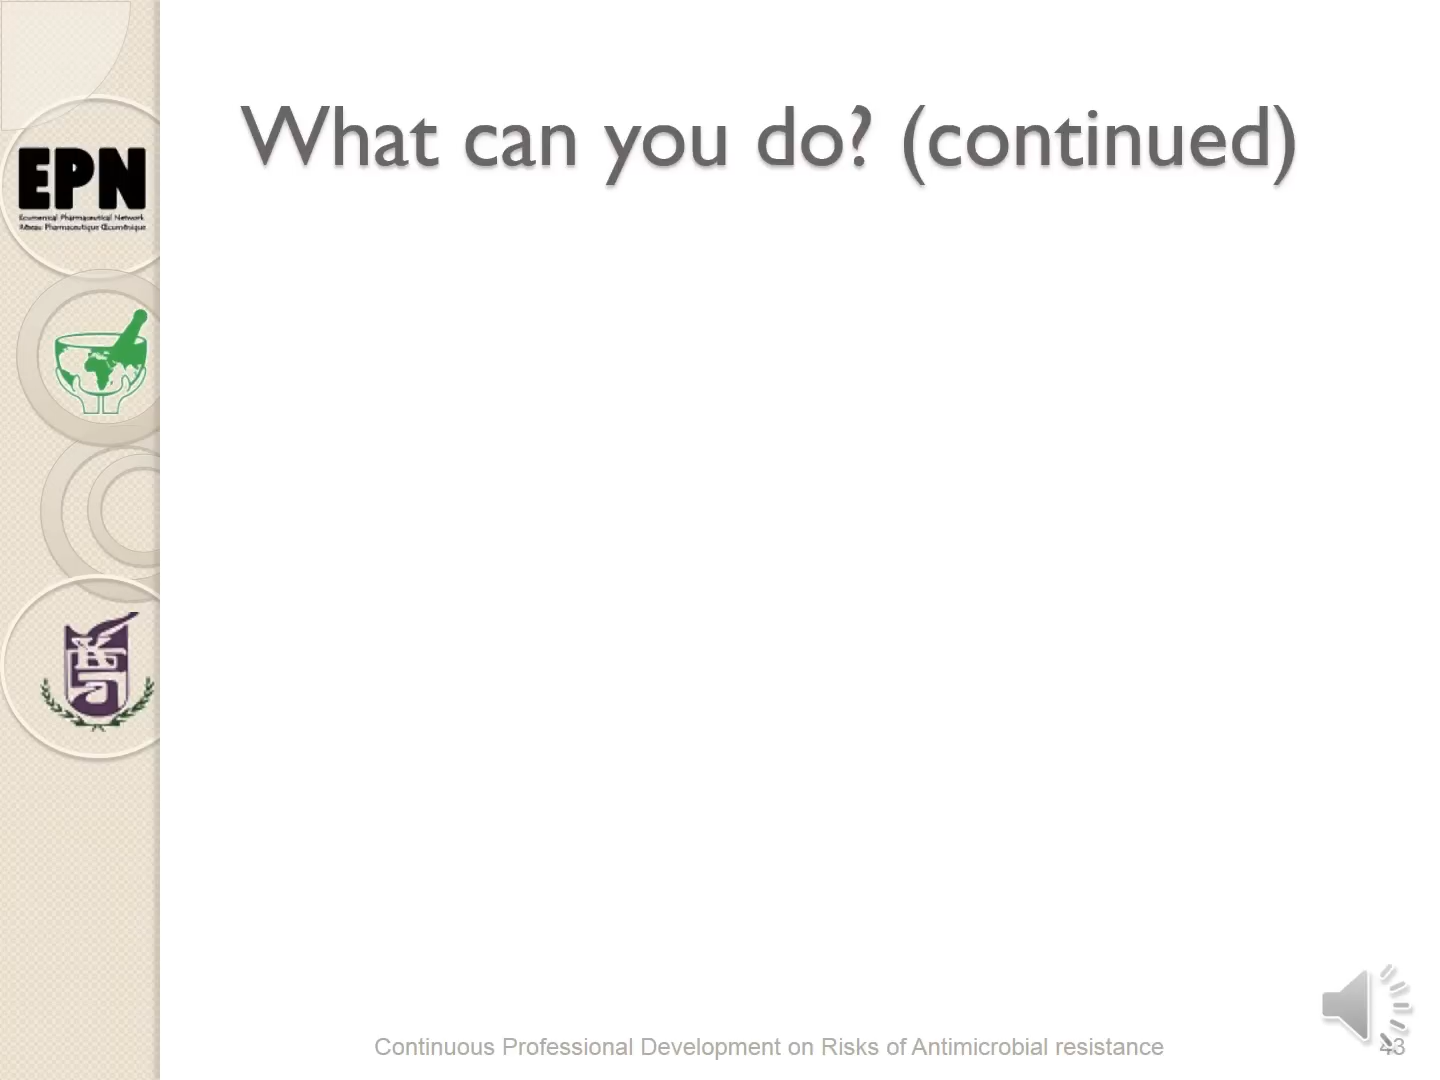 What can you do? (continued)
EPN
Ecumenical Pharmaceutical Network
Réseau Pharmaceutique Œcuménique
Continuous Professional Development on Risks of Antimicrobial resistance
43